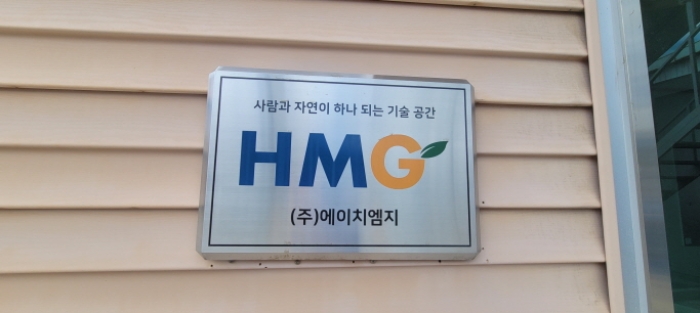 사람과 자연이 하나 되는 기술 공간
HMG
(주)에이치엠지